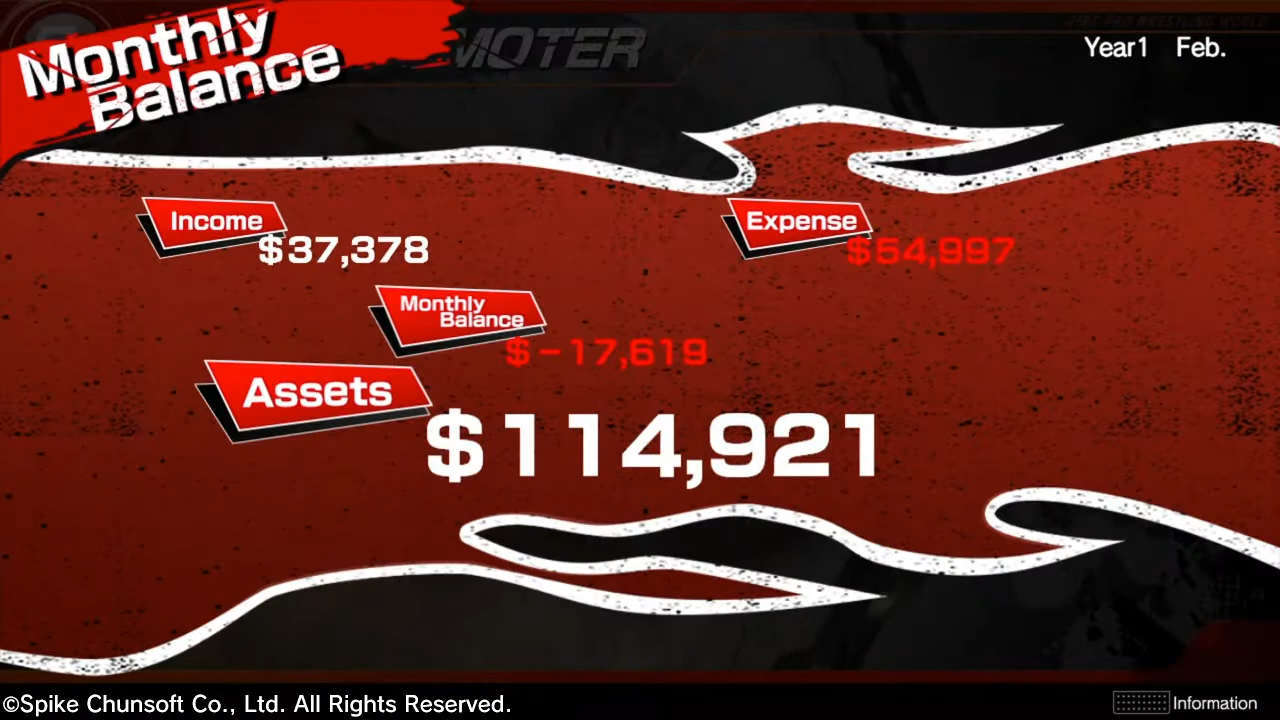 Monthly
Balance
MOTER
Year1 Feb.
Income
$37,378
Expense
$54,997
Monthly
Balance
$-17,619
Assets
$114,921
©Spike Chunsoft Co., Ltd. All Rights Reserved.
Information